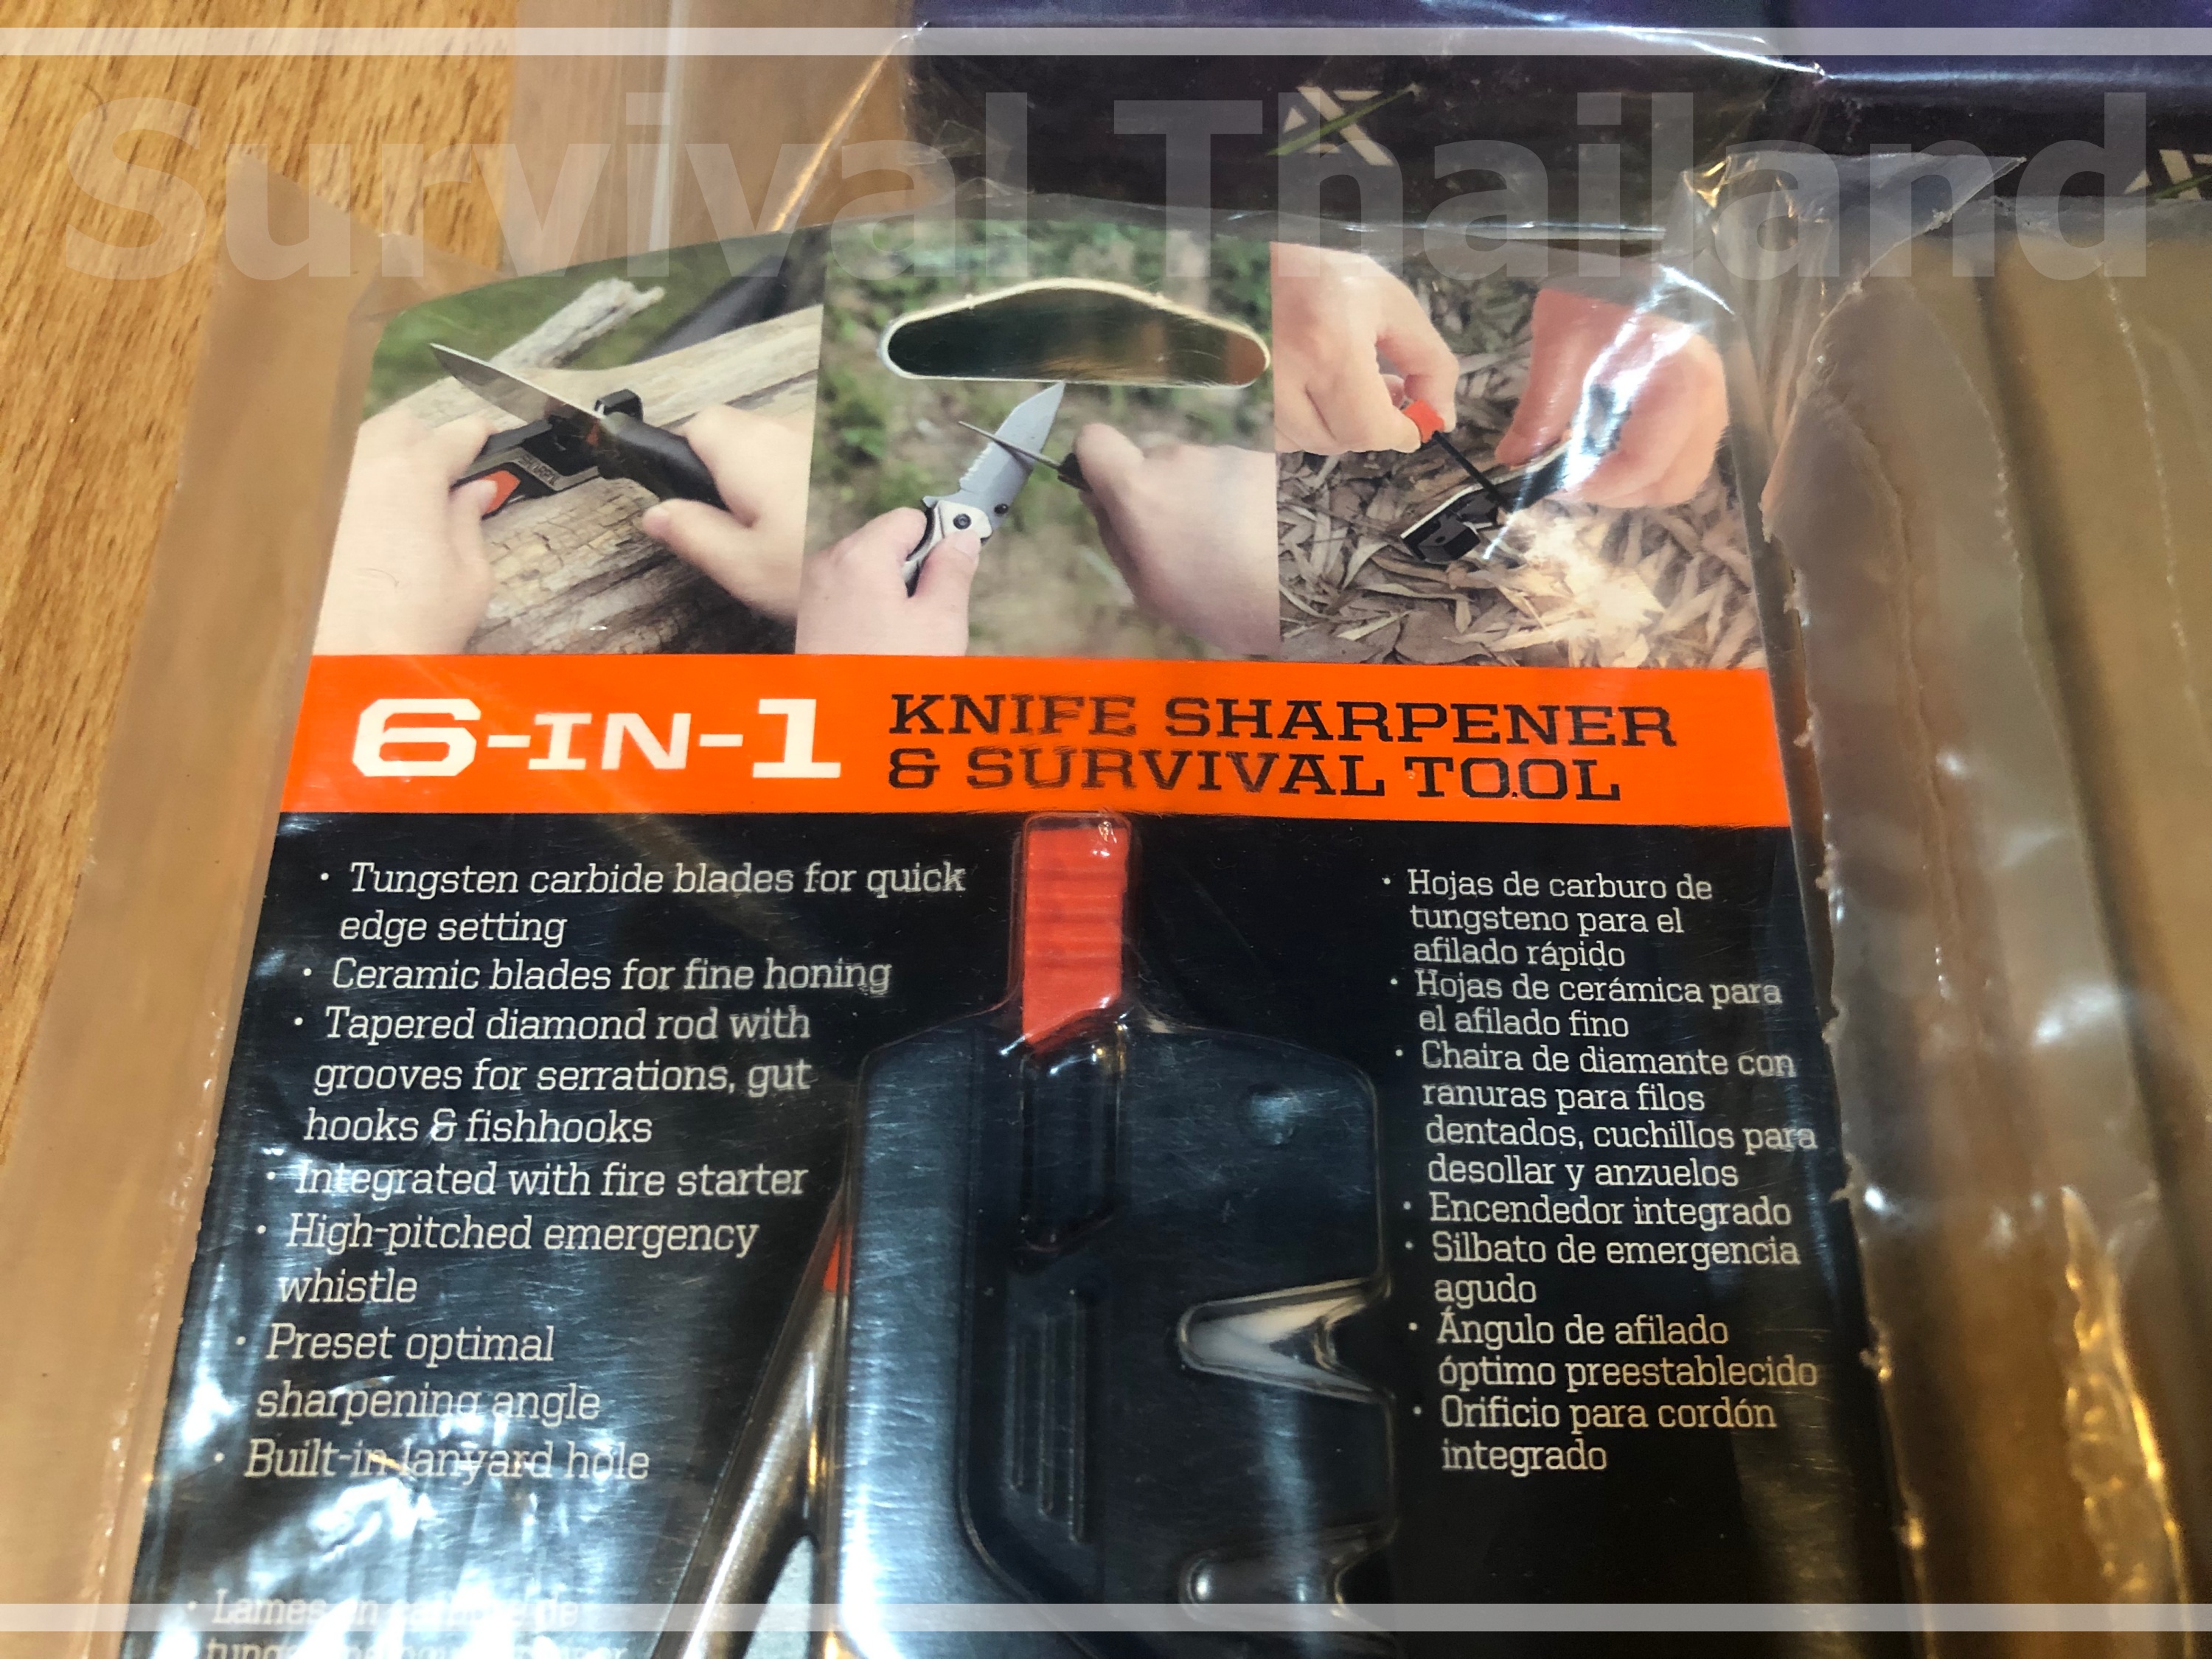 Survival Thailand
6-IN-1
KNIFE SHARPENER
& SURVIVAL TOOL
· Tungsten carbide blades for quick
edge setting
· Ceramic blades for fine honing
· Tapered diamond rod with
grooves for serrations, gut
hooks & fishhooks
· Integrated with fire starter
· High-pitched emergency
whistle
· Preset optimal
sharpening angle
· Built-in lanyard hole
· Lames en carbure de
· Hojas de carburo de
tungsteno para el
afilado rápido
· Hojas de cerámica para
el afilado fino
· Chaira de diamante con
ranuras para filos
dentados, cuchillos para
desollar y anzuelos
· Encendedor integrado
· Silbato de emergencia
agudo
· Ángulo de afilado
óptimo preestablecido
· Orificio para cordón
integrado